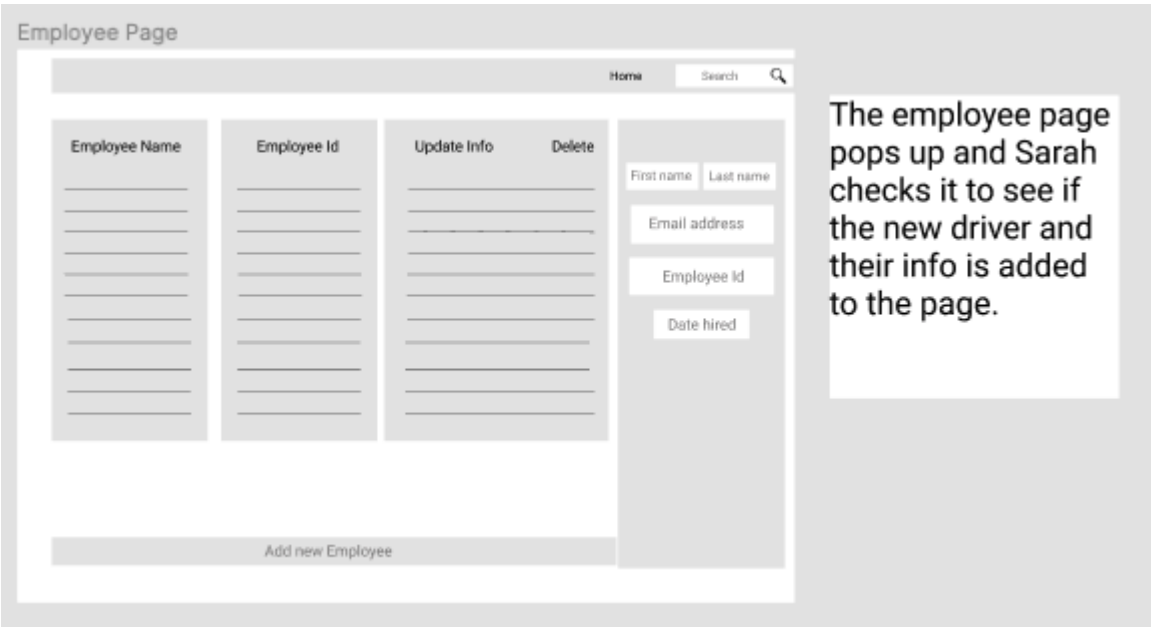 Employee Page
Home Search
Employee Name Employee Id Update Info Delete
First name Last name
Email address
Employee Id
Date hired
Add new Employee
The employee page
pops up and Sarah
checks it to see if
the new driver and
their info is added
to the page.